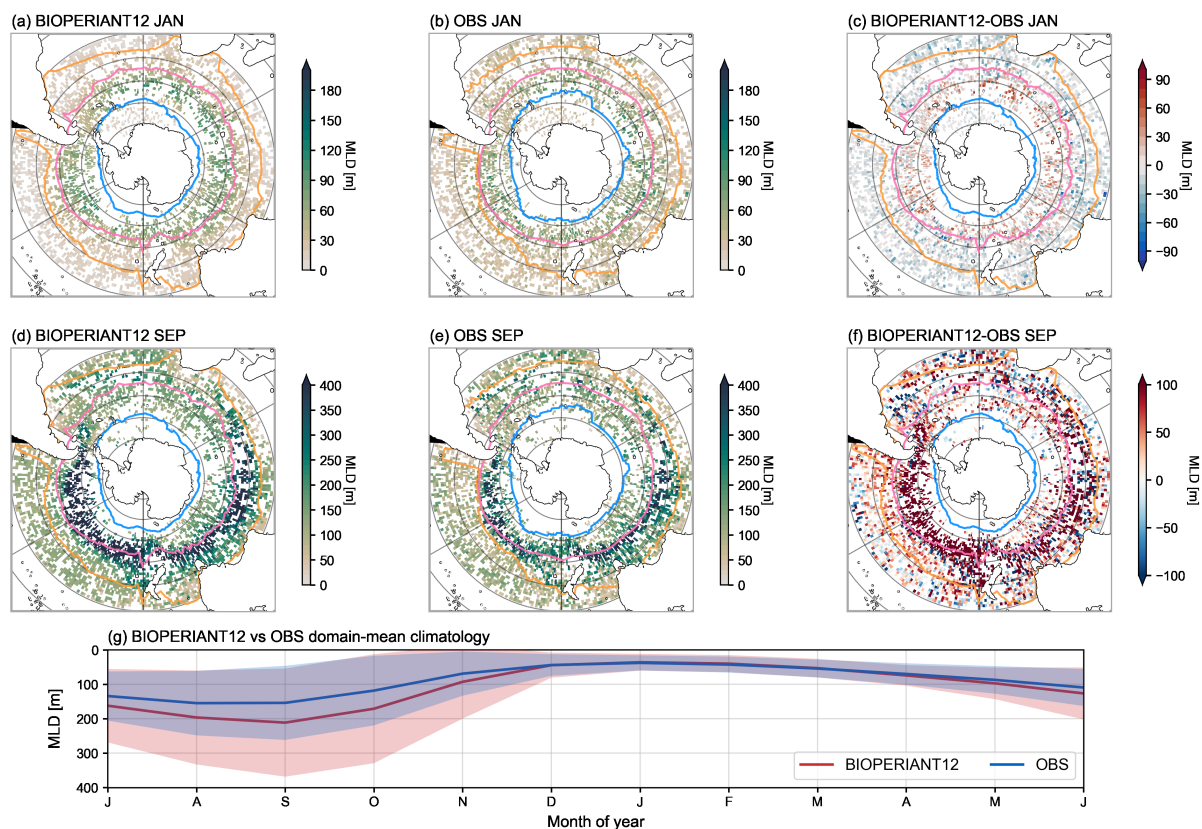 (a) BIOPERIANT12 JAN
(b) OBS JAN
(c) BIOPERIANT12-OBS JAN
180
150
120
90
60
30
0
MLD [m]
180
150
120
90
60
30
0
MLD [m]
90
60
30
0
−30
−60
−90
MLD [m]
(d) BIOPERIANT12 SEP
(e) OBS SEP
(f) BIOPERIANT12-OBS SEP
400
350
300
250
200
150
100
50
0
MLD [m]
400
350
300
250
200
150
100
50
0
MLD [m]
100
50
0
−50
−100
MLD [m]
(g) BIOPERIANT12 vs OBS domain-mean climatology
0
100
200
300
400
MLD [m]
BIOPERIANT12 OBS
J A S O N D J F M A M J
Month of year